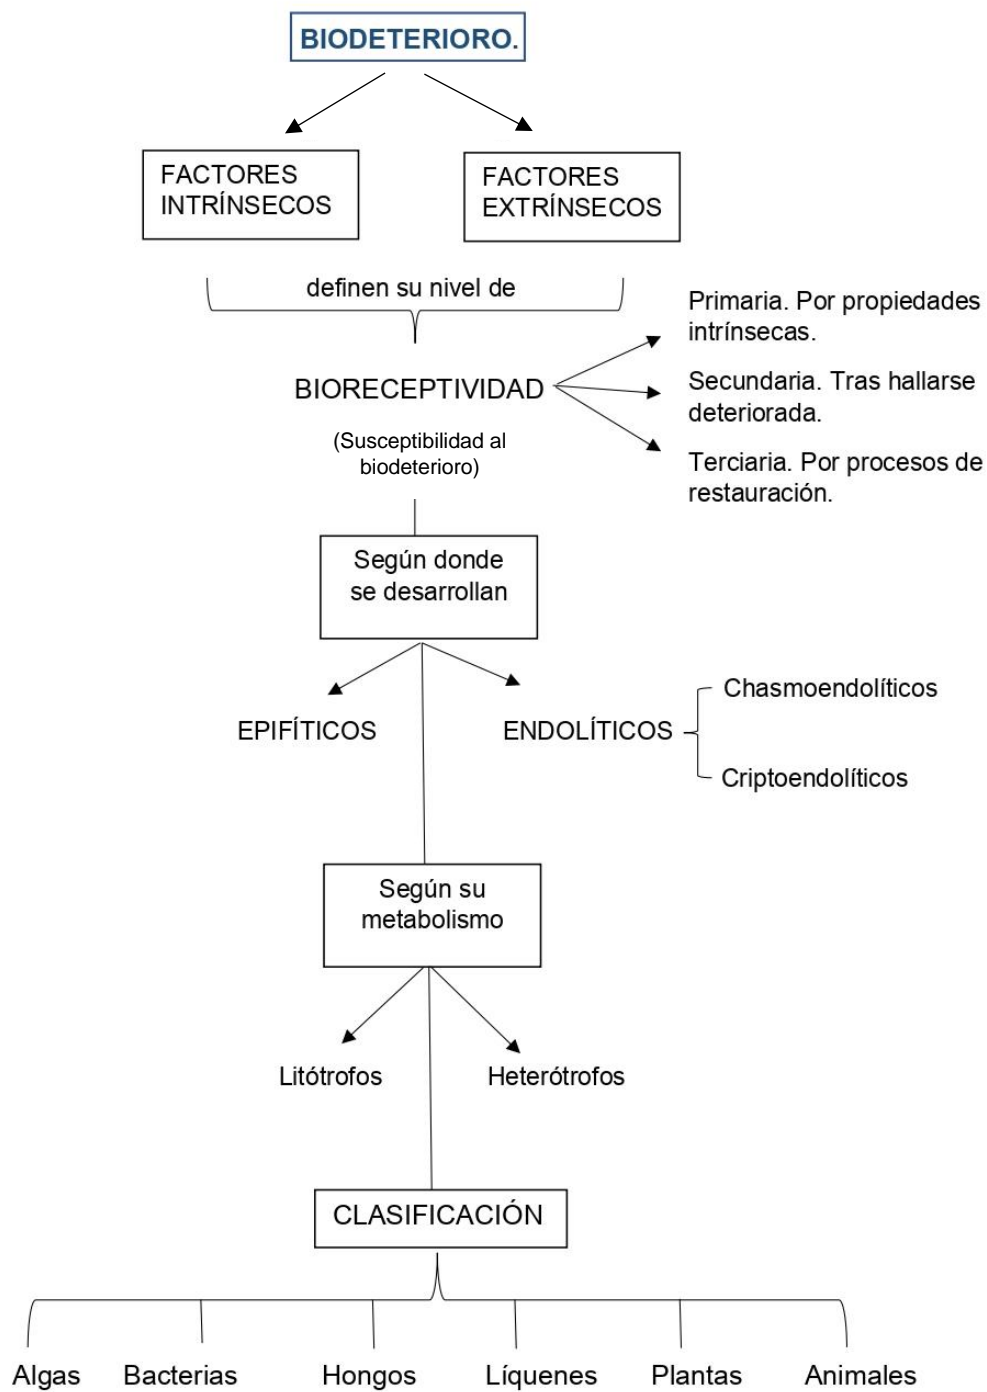 BIODETERIORO.
FACTORES
INTRÍNSECOS
FACTORES
EXTRÍNSECOS
definen su nivel de
BIORECEPTIVIDAD
(Susceptibilidad al
biodeterioro)
Primaria. Por propiedades
intrínsecas.
Secundaria. Tras hallarse
deteriorada.
Terciaria. Por procesos de
restauración.
Según donde
se desarrollan
EPIFÍTICOS
ENDOLÍTICOS
Chasmoendolíticos
Criptoendolíticos
Según su
metabolismo
Litótrofos
Heterótrofos
CLASIFICACIÓN
Algas
Bacterias
Hongos
Líquenes
Plantas
Animales